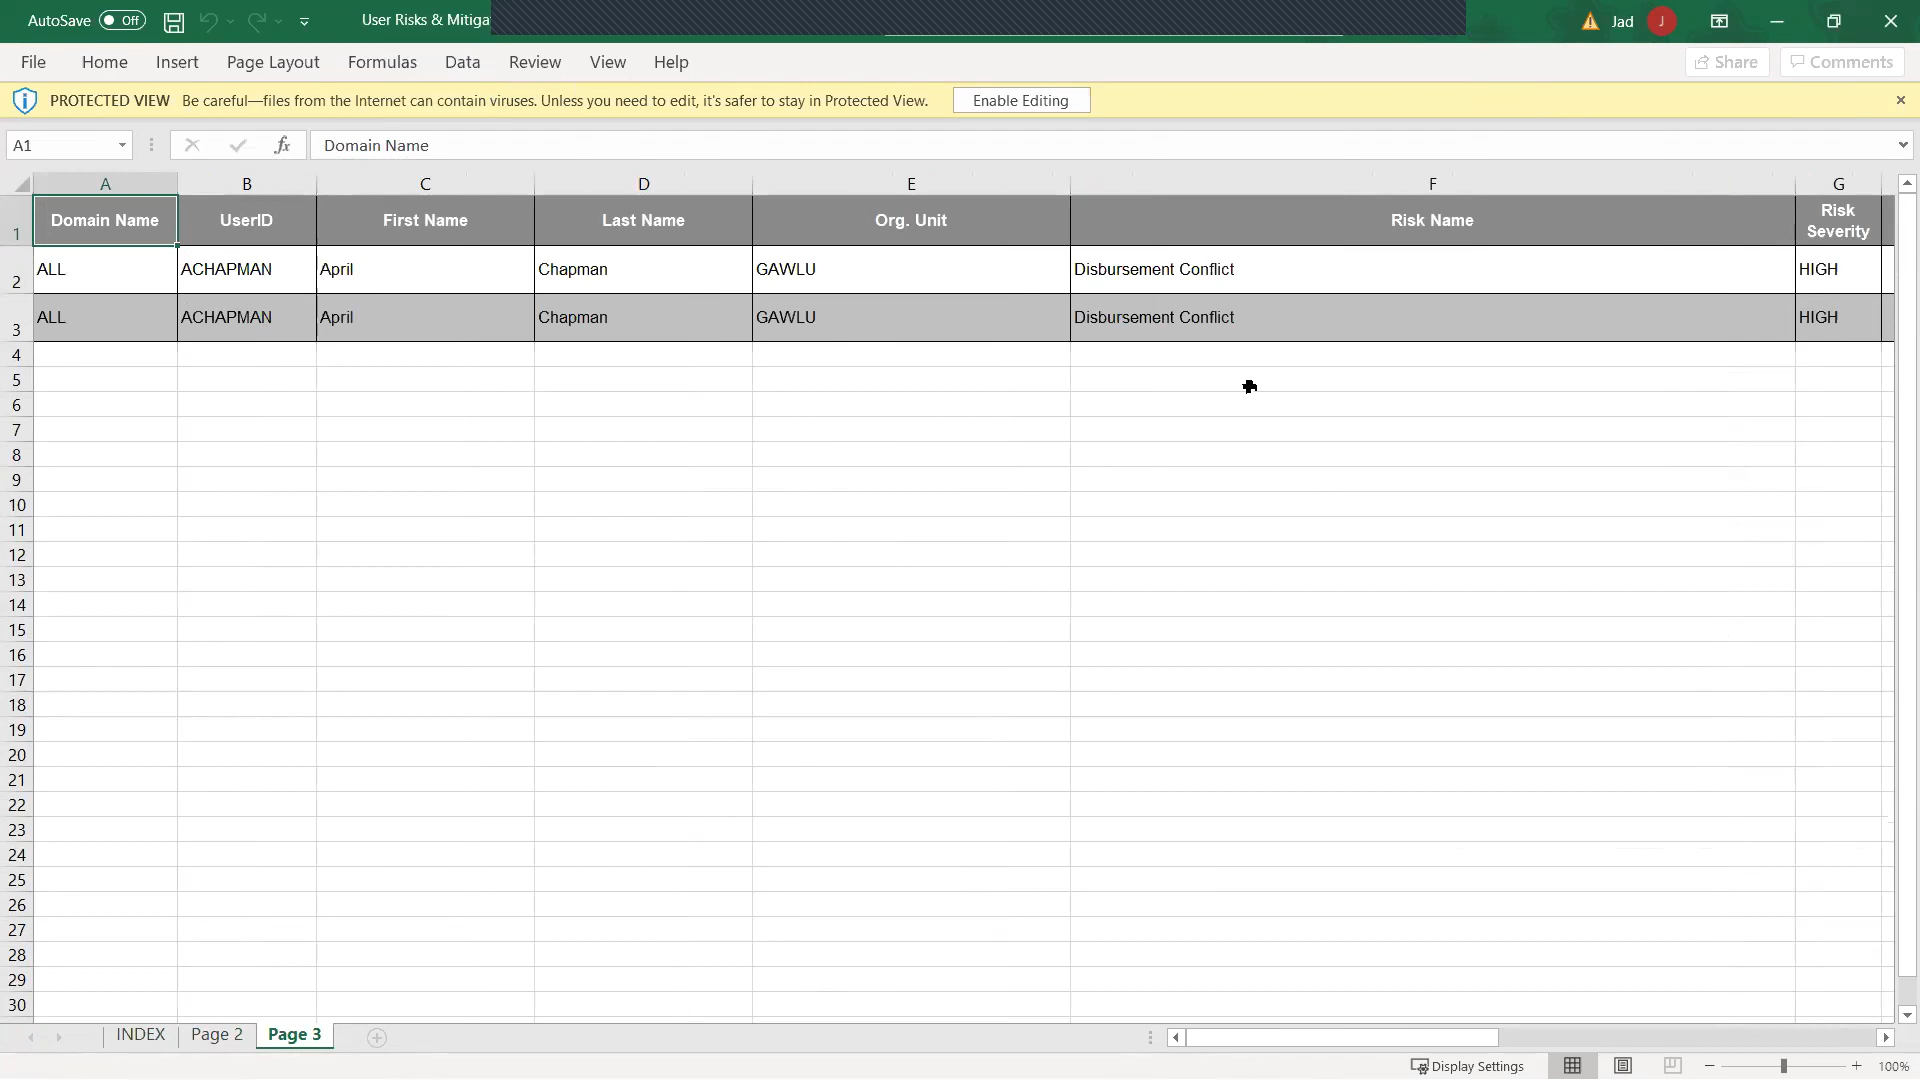 AutoSave Off User Risks & Mitiga Jad J
File Home Insert Page Layout Formulas Data Review View Help Share Comments
PROTECTED VIEW Be careful—files from the Internet can contain viruses. Unless you need to edit, it's safer to stay in Protected View. Enable Editing
A1 fx Domain Name
A B C D E F G
1 Domain Name UserID First Name Last Name Org. Unit Risk Name Risk Severity
2 ALL ACHAPMAN April Chapman GAWLU Disbursement Conflict HIGH
3 ALL ACHAPMAN April Chapman GAWLU Disbursement Conflict HIGH
4
5
6
7
8
9
10
11
12
13
14
15
16
17
18
19
20
21
22
23
24
25
26
27
28
29
30
INDEX Page 2 Page 3
Display Settings 100%